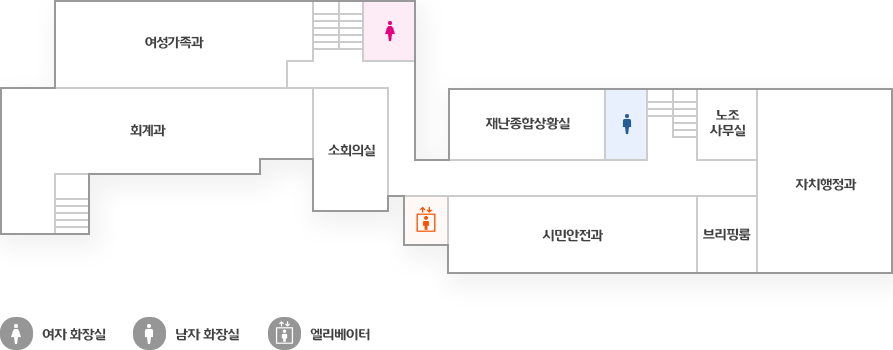 여성가족과
회계과
소회의실
재난종합상황실
노조
사무실
자치행정과
시민안전과
브리핑룸
여자 화장실
남자 화장실
엘리베이터